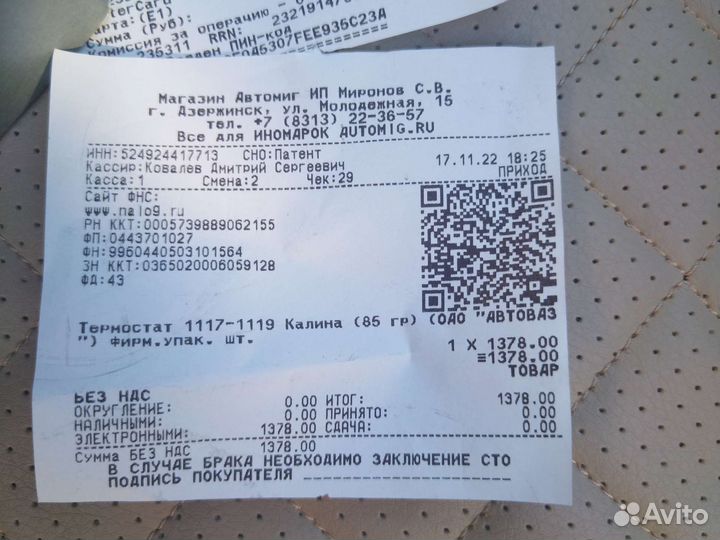 Карта:(E1)
Сумма (Руб):
Комиссия за операцию –
235311 RRN:
Магазин Автомиг ИП Миронов С.В.
г. Дзержинск, ул. Молодежная, 15
тел. +7 (8313) 22-36-57
Все для ИНОМАРОК AUTOMIG.RU
ИНН:524924417713 СНО:Патент 17.11.22 18:25
Кассир:Ковалев Дмитрий Сергеевич ПРИХОД
Касса:1 Смена:2 Чек:29
Сайт ФНС:
www.nalog.ru
РН ККТ:0005739889062155
ФП:0443701027
ФН:9960440503101564
ЗН ККТ:0365020006059128
ФД:43
Термостат 1117-1119 Калина (85 гр) (ОАО "АВТОВАЗ
") фирм.упак. шт. 1 X 1378.00
≡1378.00
ТОВАР
БЕЗ НДС
ОКРУГЛЕНИЕ: 0.00 ИТОГ: 1378.00
НАЛИЧНЫМИ: 0.00 ПРИНЯТО: 0.00
ЭЛЕКТРОННЫМИ: 1378.00 СДАЧА: 0.00
Сумма БЕЗ НДС 1378.00
В СЛУЧАЕ БРАКА НЕОБХОДИМО ЗАКЛЮЧЕНИЕ СТО
ПОДПИСЬ ПОКУПАТЕЛЯ
Avito